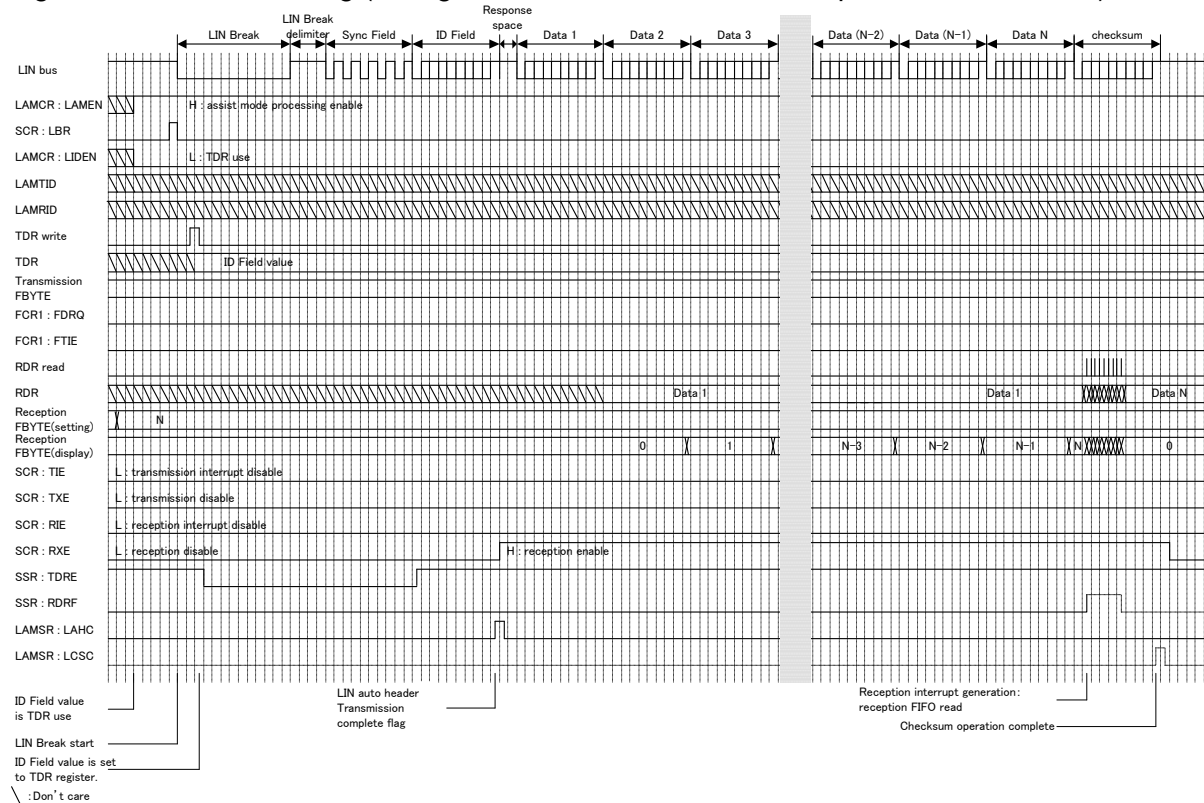 Response
space
LIN Break
delimiter
LIN Break
Sync Field
ID Field
Data 1
Data 2
Data 3
Data (N-2)
Data (N-1)
Data N
checksum
LIN bus
LAMCR : LAMEN
H : assist mode processing enable
SCR : LBR
LAMCR : LIDEN
L : TDR use
LAMTID
LAMRID
TDR write
TDR
ID Field value
Transmission
FBYTE
FCR1 : FDRQ
FCR1 : FTIE
RDR read
RDR
Data 1
Data 1
Data N
Reception
FBYTE(setting)
N
Reception
FBYTE(display)
0
1
N-3
N-2
N-1
N
0
SCR : TIE
L : transmission interrupt disable
SCR : TXE
L : transmission disable
SCR : RIE
L : reception interrupt disable
SCR : RXE
L : reception disable
H : reception enable
SSR : TDRE
SSR : RDRF
LAMSR : LAHC
LAMSR : LCSC
ID Field value
is TDR use
LIN auto header
Transmission
complete flag
Reception interrupt generation:
reception FIFO read
Checksum operation complete
LIN Break start
ID Field value is set
to TDR register.
\ :Don't care